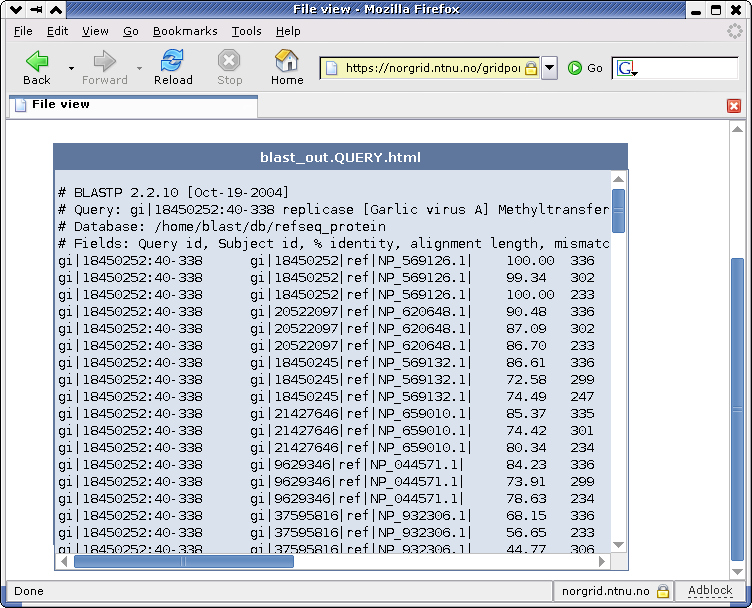 File view - Mozilla Firefox
File Edit View Go Bookmarks Tools Help
Back Forward Reload Stop Home https://norgrid.ntnu.no/gridpor Go G
File view
blast_out.QUERY.html
# BLASTP 2.2.10 [Oct-19-2004]
# Query: gi|18450252:40-338 replicase [Garlic virus A] Methyltransfer
# Database: /home/blast/db/refseq_protein
# Fields: Query id, Subject id, % identity, alignment length, mismatc
gi|18450252:40-338 gi|18450252|ref|NP_569126.1| 100.00 336
gi|18450252:40-338 gi|18450252|ref|NP_569126.1| 99.34 302
gi|18450252:40-338 gi|18450252|ref|NP_569126.1| 100.00 233
gi|18450252:40-338 gi|20522097|ref|NP_620648.1| 90.48 336
gi|18450252:40-338 gi|20522097|ref|NP_620648.1| 87.09 302
gi|18450252:40-338 gi|20522097|ref|NP_620648.1| 86.70 233
gi|18450252:40-338 gi|18450245|ref|NP_569132.1| 86.61 336
gi|18450252:40-338 gi|18450245|ref|NP_569132.1| 72.58 299
gi|18450252:40-338 gi|18450245|ref|NP_569132.1| 74.49 247
gi|18450252:40-338 gi|21427646|ref|NP_659010.1| 85.37 335
gi|18450252:40-338 gi|21427646|ref|NP_659010.1| 74.42 301
gi|18450252:40-338 gi|21427646|ref|NP_659010.1| 80.34 234
gi|18450252:40-338 gi|9629346|ref|NP_044571.1| 84.23 336
gi|18450252:40-338 gi|9629346|ref|NP_044571.1| 73.91 299
gi|18450252:40-338 gi|9629346|ref|NP_044571.1| 78.63 234
gi|18450252:40-338 gi|37595816|ref|NP_932306.1| 68.15 336
gi|18450252:40-338 gi|37595816|ref|NP_932306.1| 56.65 233
gi|18450252:40-338 gi|37595816|ref|NP_932306.1| 44.77 306
Done norgrid.ntnu.no Adblock